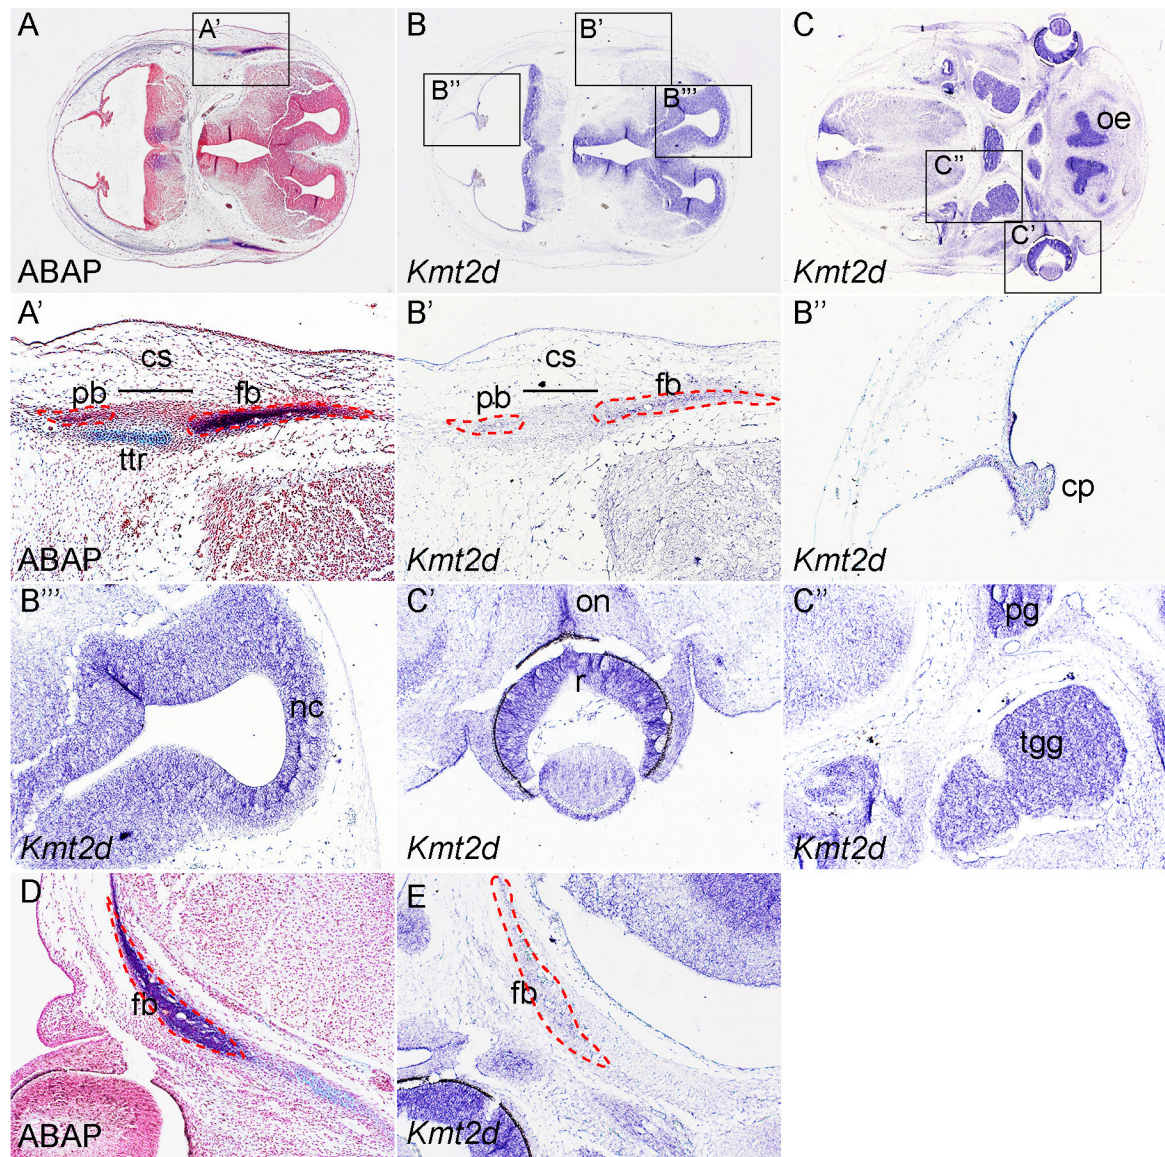 A
A'
ABAP
B
B'
B''
B'''
Kmt2d
C
oe
C''
C'
Kmt2d
A'
cs
pb
fb
ttr
ABAP
B'
cs
pb
fb
Kmt2d
B''
cp
Kmt2d
B'''
nc
Kmt2d
C'
on
r
Kmt2d
C''
pg
tgg
Kmt2d
D
fb
ABAP
E
fb
Kmt2d